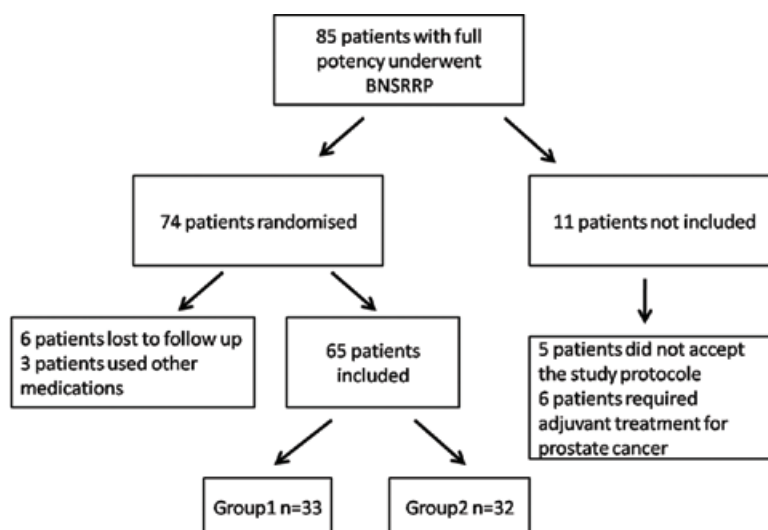 85 patients with full
potency underwent
BNSRRP
74 patients randomised
11 patients not included
6 patients lost to follow up
3 patients used other
medications
65 patients
included
5 patients did not accept
the study protocole
6 patients required
adjuvant treatment for
prostate cancer
Group1 n=33
Group2 n=32